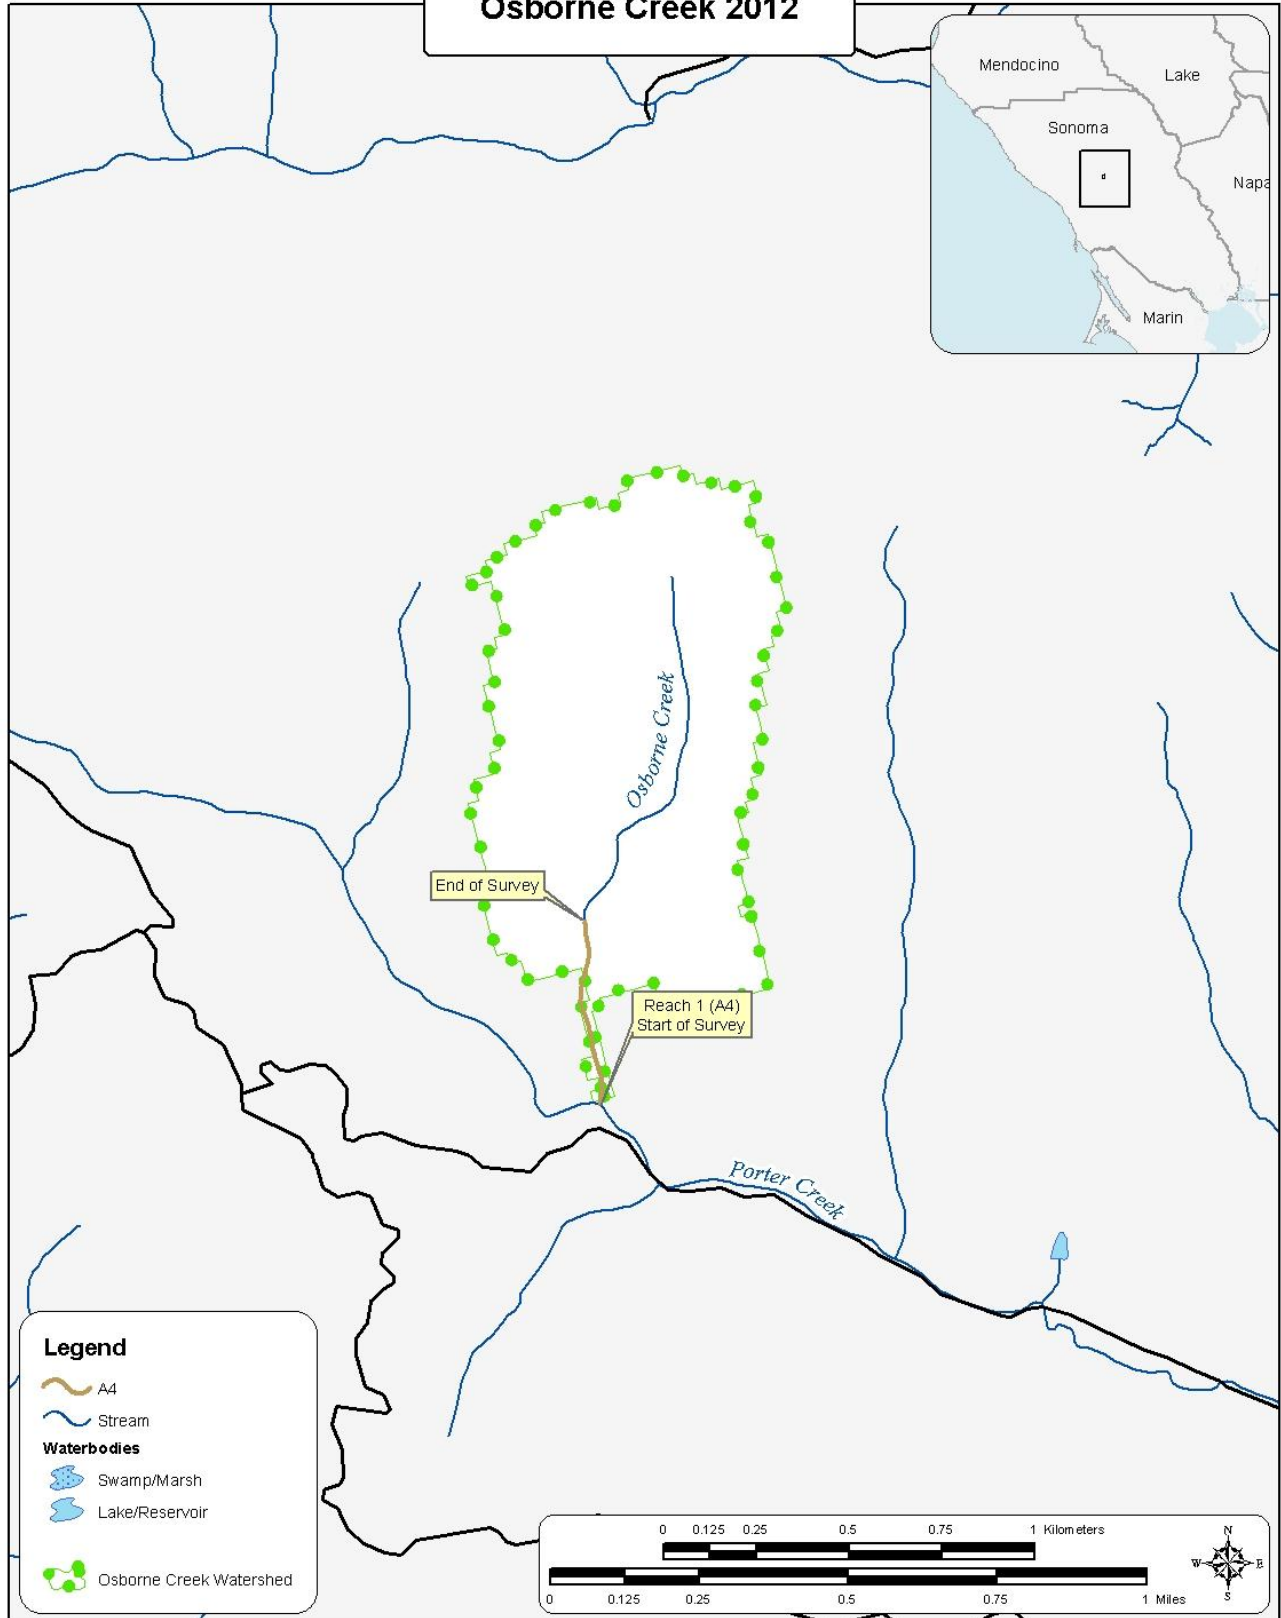 Osborne Creek 2012
Mendocino
Lake
Sonoma
Napa
Marin
Osborne Creek
End of Survey
Reach 1 (A4)
Start of Survey
Porter Creek
Legend
A4
Stream
Waterbodies
Swamp/Marsh
Lake/Reservoir
Osborne Creek Watershed
0 0.125 0.25 0.5 0.75 1 Kilometers
0 0.125 0.25 0.5 0.75 1 Miles
N
W E
S